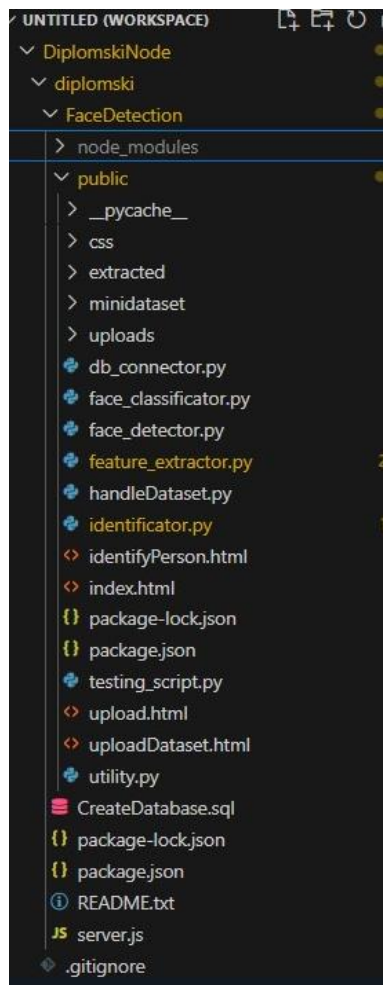 UNTITLED (WORKSPACE)
DiplomskiNode
diplomski
FaceDetection
node_modules
public
__pycache__
css
extracted
minidataset
uploads
db_connector.py
face_classificator.py
face_detector.py
feature_extractor.py
handleDataset.py
identificator.py
identifyPerson.html
index.html
{} package-lock.json
{} package.json
testing_script.py
upload.html
uploadDataset.html
utility.py
CreateDatabase.sql
{} package-lock.json
{} package.json
README.txt
JS server.js
.gitignore